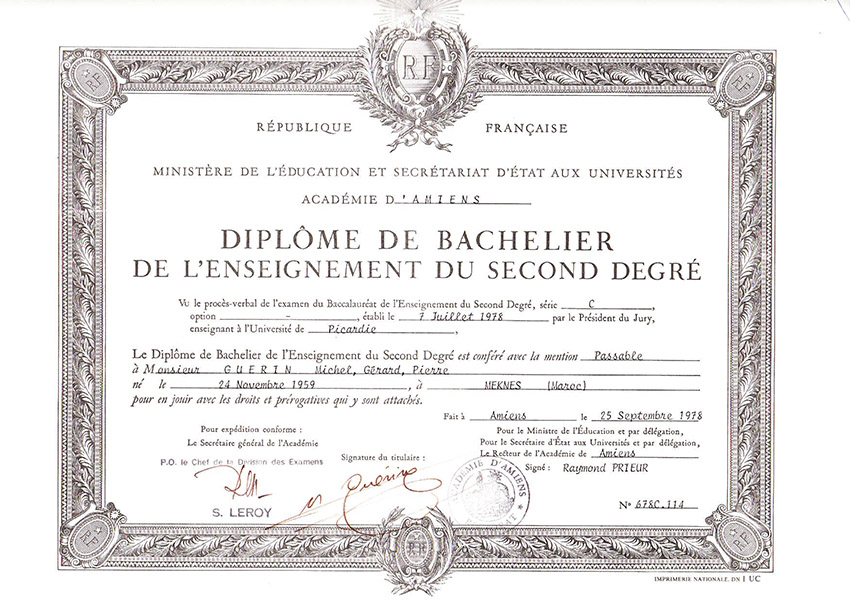 RF
RF
RF
RÉPUBLIQUE FRANÇAISE
MINISTÈRE DE L'ÉDUCATION ET SECRÉTARIAT D'ÉTAT AUX UNIVERSITÉS
ACADÉMIE D'AMIENS
DIPLÔME DE BACHELIER
DE L'ENSEIGNEMENT DU SECOND DEGRÉ
Vu le procès-verbal de l'examen du Baccalauréat de l'Enseignement du Second Degré, série C,
option -, établi le 7 Juillet 1978 par le Président du Jury,
enseignant à l'Université de Picardie,
Le Diplôme de Bachelier de l'Enseignement du Second Degré est conféré avec la mention Passable
à Monsieur GUERIN Michel, Gérard, Pierre
né le 24 Novembre 1959, à MEKNES (Maroc)
pour en jouir avec les droits et prérogatives qui y sont attachés.
Fait à Amiens le 25 Septembre 1978
Pour expédition conforme :
Le Secrétaire général de l'Académie
P.O. le Chef de la Division des Examens
S. LEROY
Signature du titulaire :
M Guérin
ACADÉMIE D'AMIENS
Pour le Ministre de l'Éducation et par délégation,
Pour le Secrétaire d'État aux Universités et par délégation,
Le Recteur de l'Académie de Amiens
Signé : Raymond PRIEUR
N° 678C.114
RF
RF
RF
IMPRIMERIE NATIONALE. DN I UC